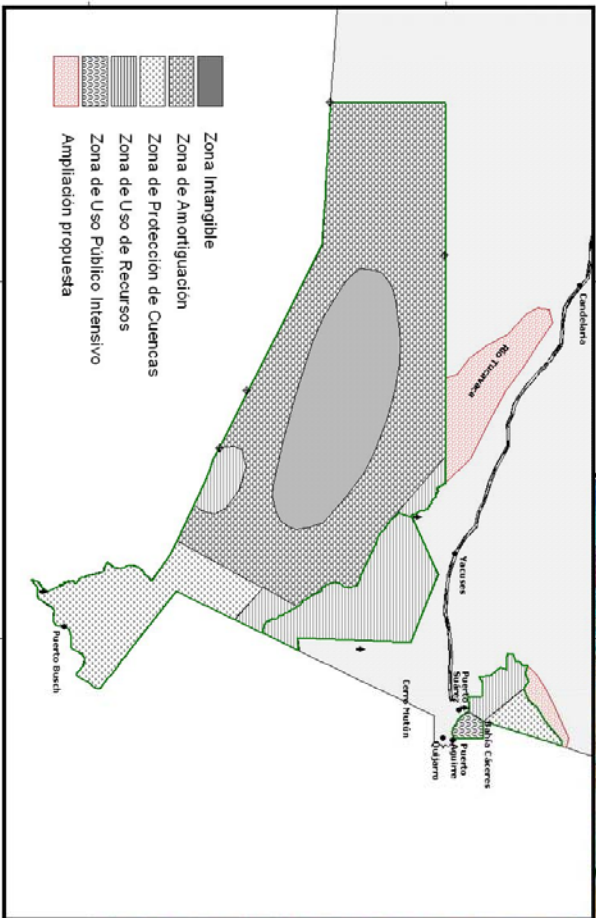 Candelaria
Río Tucavaca
Yacuses
Puerto
Suárez
Bahía Cáceres
Puerto
Aguirre
Quijarro
Cerro Mutún
Puerto Busch
Zona Intangible
Zona de Amortiguación
Zona de Protección de Cuencas
Zona de Uso de Recursos
Zona de Uso Público Intensivo
Ampliación propuesta